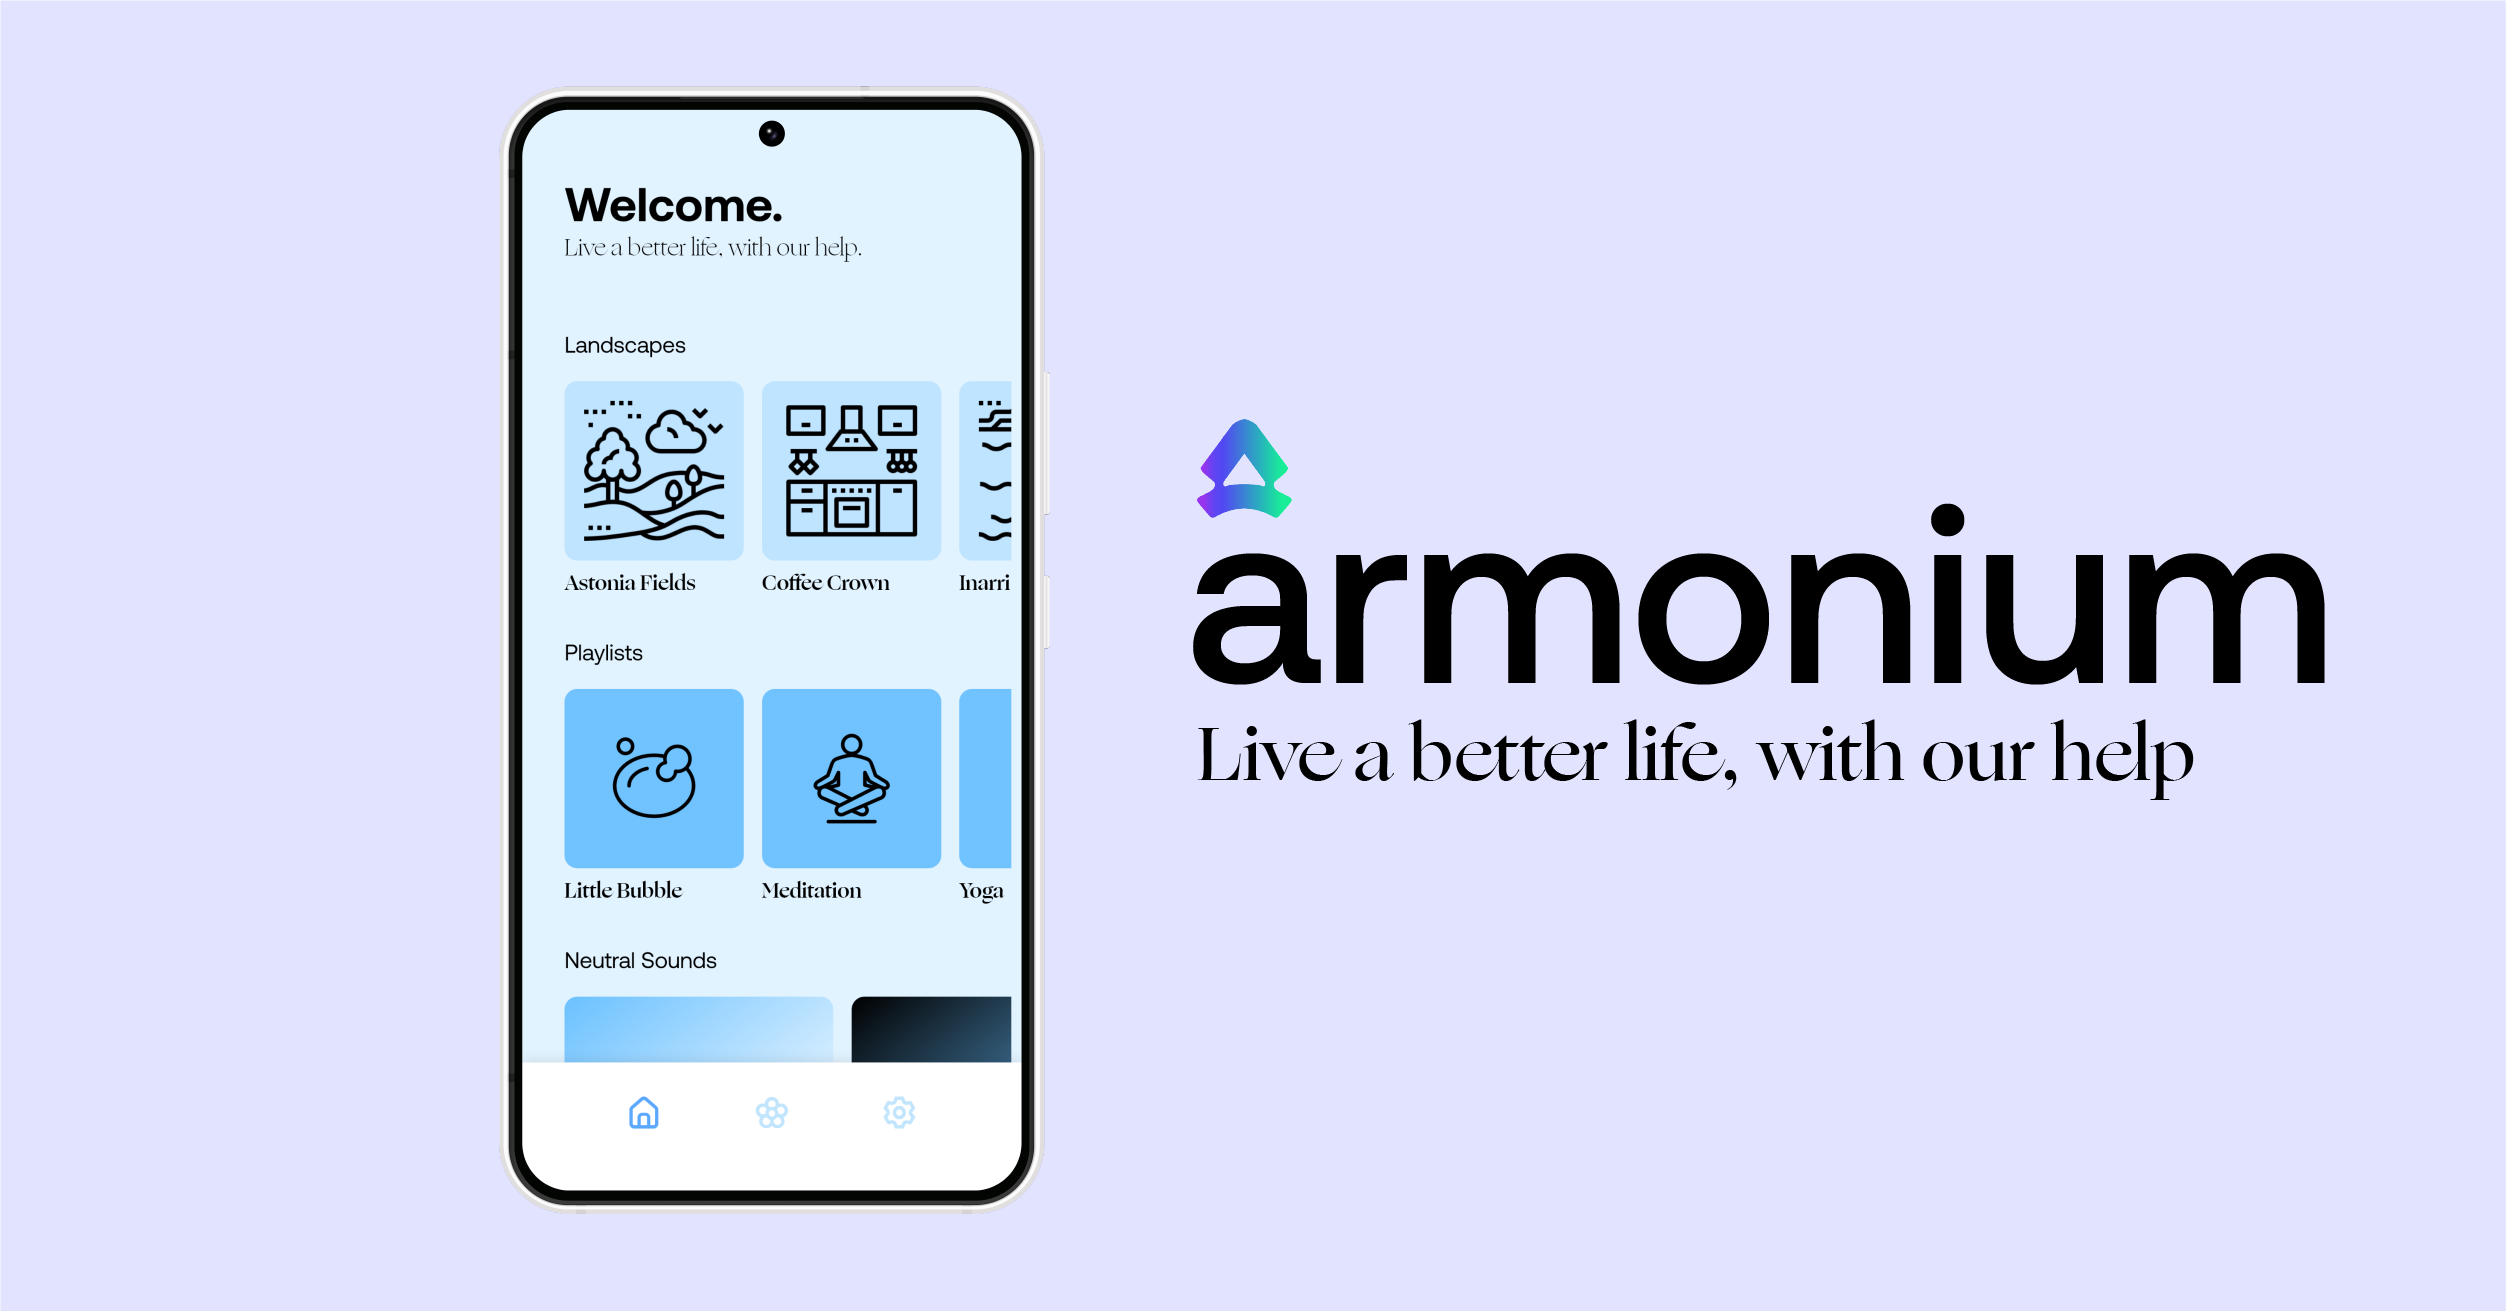 Welcome.
Live a better life, with our help.
Landscapes
Astonia Fields
Coffee Crown
Inarri
Playlists
Little Bubble
Meditation
Yoga
Neutral Sounds
armonium
Live a better life, with our help